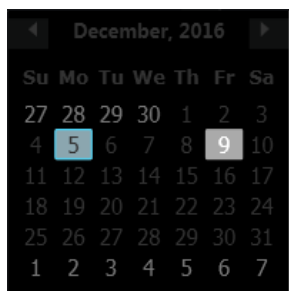 December, 2016
Su Mo Tu We Th Fr Sa
27 28 29 30 1 2 3
4 5 6 7 8 9 10
11 12 13 14 15 16 17
18 19 20 21 22 23 24
25 26 27 28 29 30 31
1 2 3 4 5 6 7